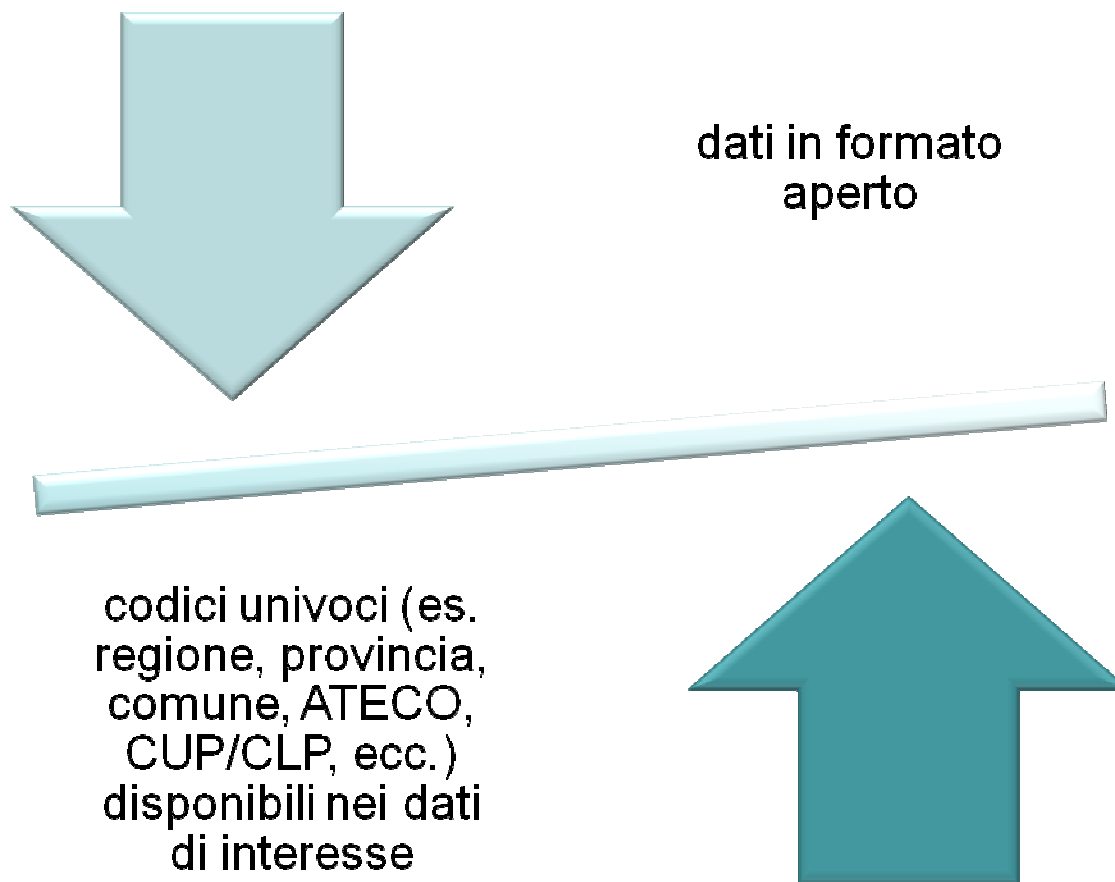 dati in formato
aperto
codici univoci (es.
regione, provincia,
comune, ATECO,
CUP/CLP, ecc.)
disponibili nei dati
di interesse